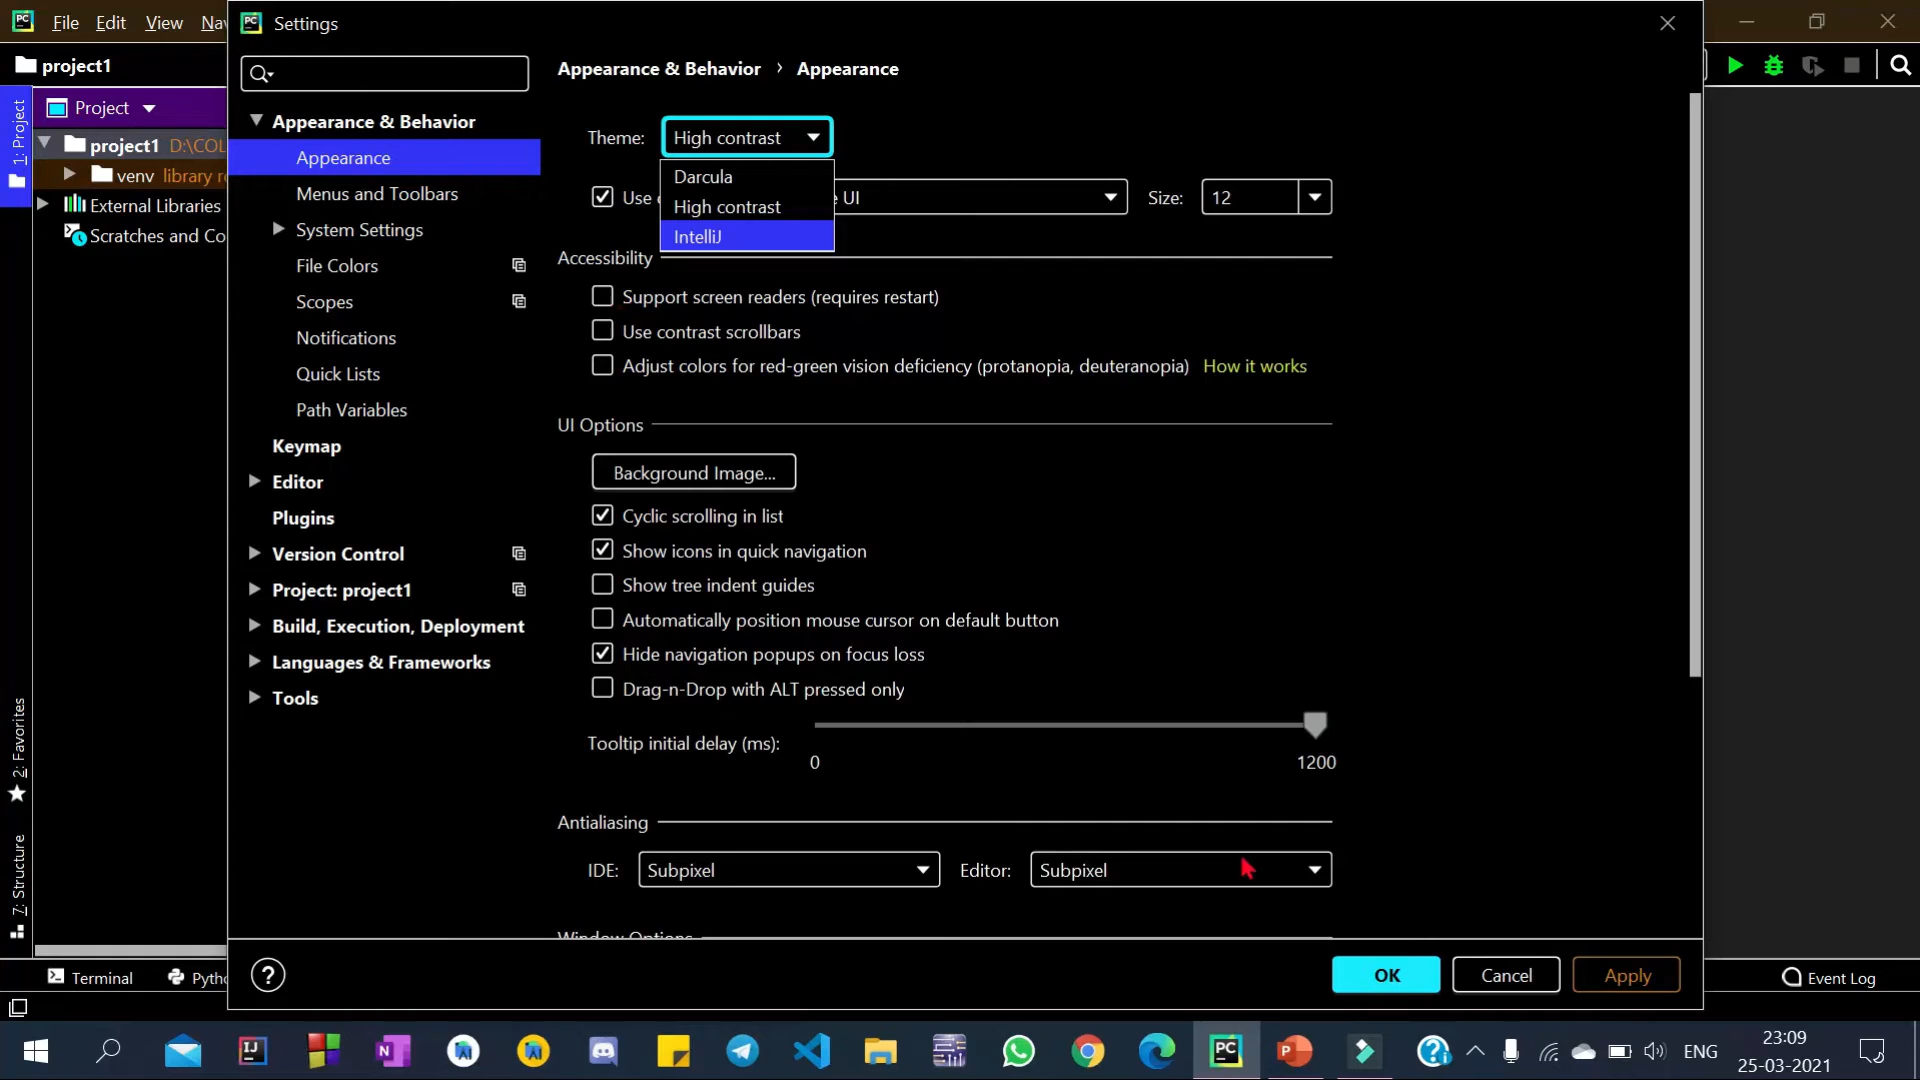 File Edit View Nav
Settings
project1
Appearance & Behavior › Appearance
Project
1: Project
Appearance & Behavior
Theme: High contrast
project1 D:\COL
Appearance
Darcula
venv library r
Menus and Toolbars
Use
UI
Size: 12
High contrast
External Libraries
System Settings
IntelliJ
Scratches and Co
Accessibility
File Colors
Support screen readers (requires restart)
Scopes
Use contrast scrollbars
Notifications
Adjust colors for red-green vision deficiency (protanopia, deuteranopia) How it works
Quick Lists
Path Variables
UI Options
Keymap
Background Image...
Editor
Cyclic scrolling in list
Plugins
Show icons in quick navigation
Version Control
Show tree indent guides
Project: project1
Automatically position mouse cursor on default button
Build, Execution, Deployment
Hide navigation popups on focus loss
Languages & Frameworks
Drag-n-Drop with ALT pressed only
Tools
2: Favorites
Tooltip initial delay (ms):
0 1200
Antialiasing
7: Structure
IDE: Subpixel Editor: Subpixel
Window Options
? OK Cancel Apply
Terminal Pytho
Event Log
23:09
ENG
25-03-2021